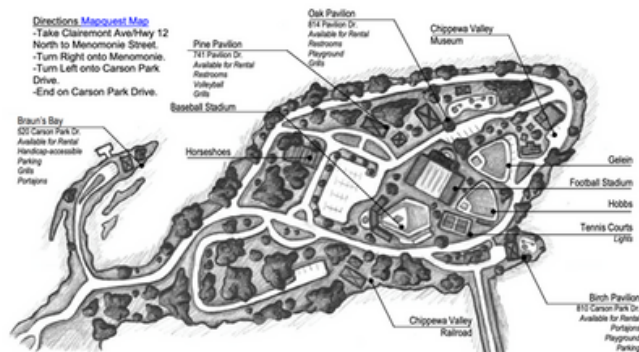 Directions Mapquest Map
-Take Clairemont Ave/Hwy 12
North to Menomonie Street.
-Turn Right onto Menomonie.
-Turn Left onto Carson Park
Drive.
-End on Carson Park Drive.
Oak Pavilion
814 Pavilion Dr.
Available for Rental
Restrooms
Playground
Grills
Pine Pavilion
741 Pavilion Dr.
Available for Rental
Restrooms
Volleyball
Grills
Chippewa Valley
Museum
Baseball Stadium
Braun's Bay
520 Carson Park Dr.
Available for Rental
Handicap-accessible
Parking
Grills
Portajons
Horseshoes
Gelein
Football Stadium
Hobbs
Tennis Courts
Lights
Birch Pavilion
810 Carson Park Dr.
Available for Rental
Portajons
Playground
Parking
Chippewa Valley
Railroad